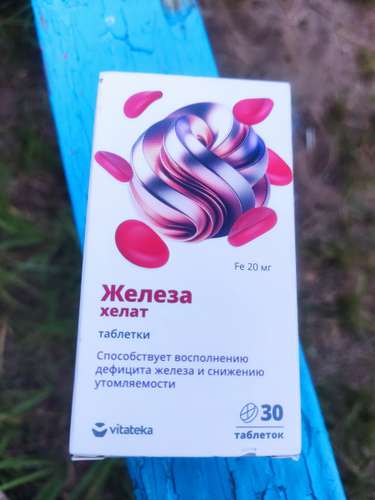 Fe 20 мг
Железа
хелат
таблетки
Способствует восполнению
дефицита железа и снижению
утомляемости
vitateka
30
таблеток